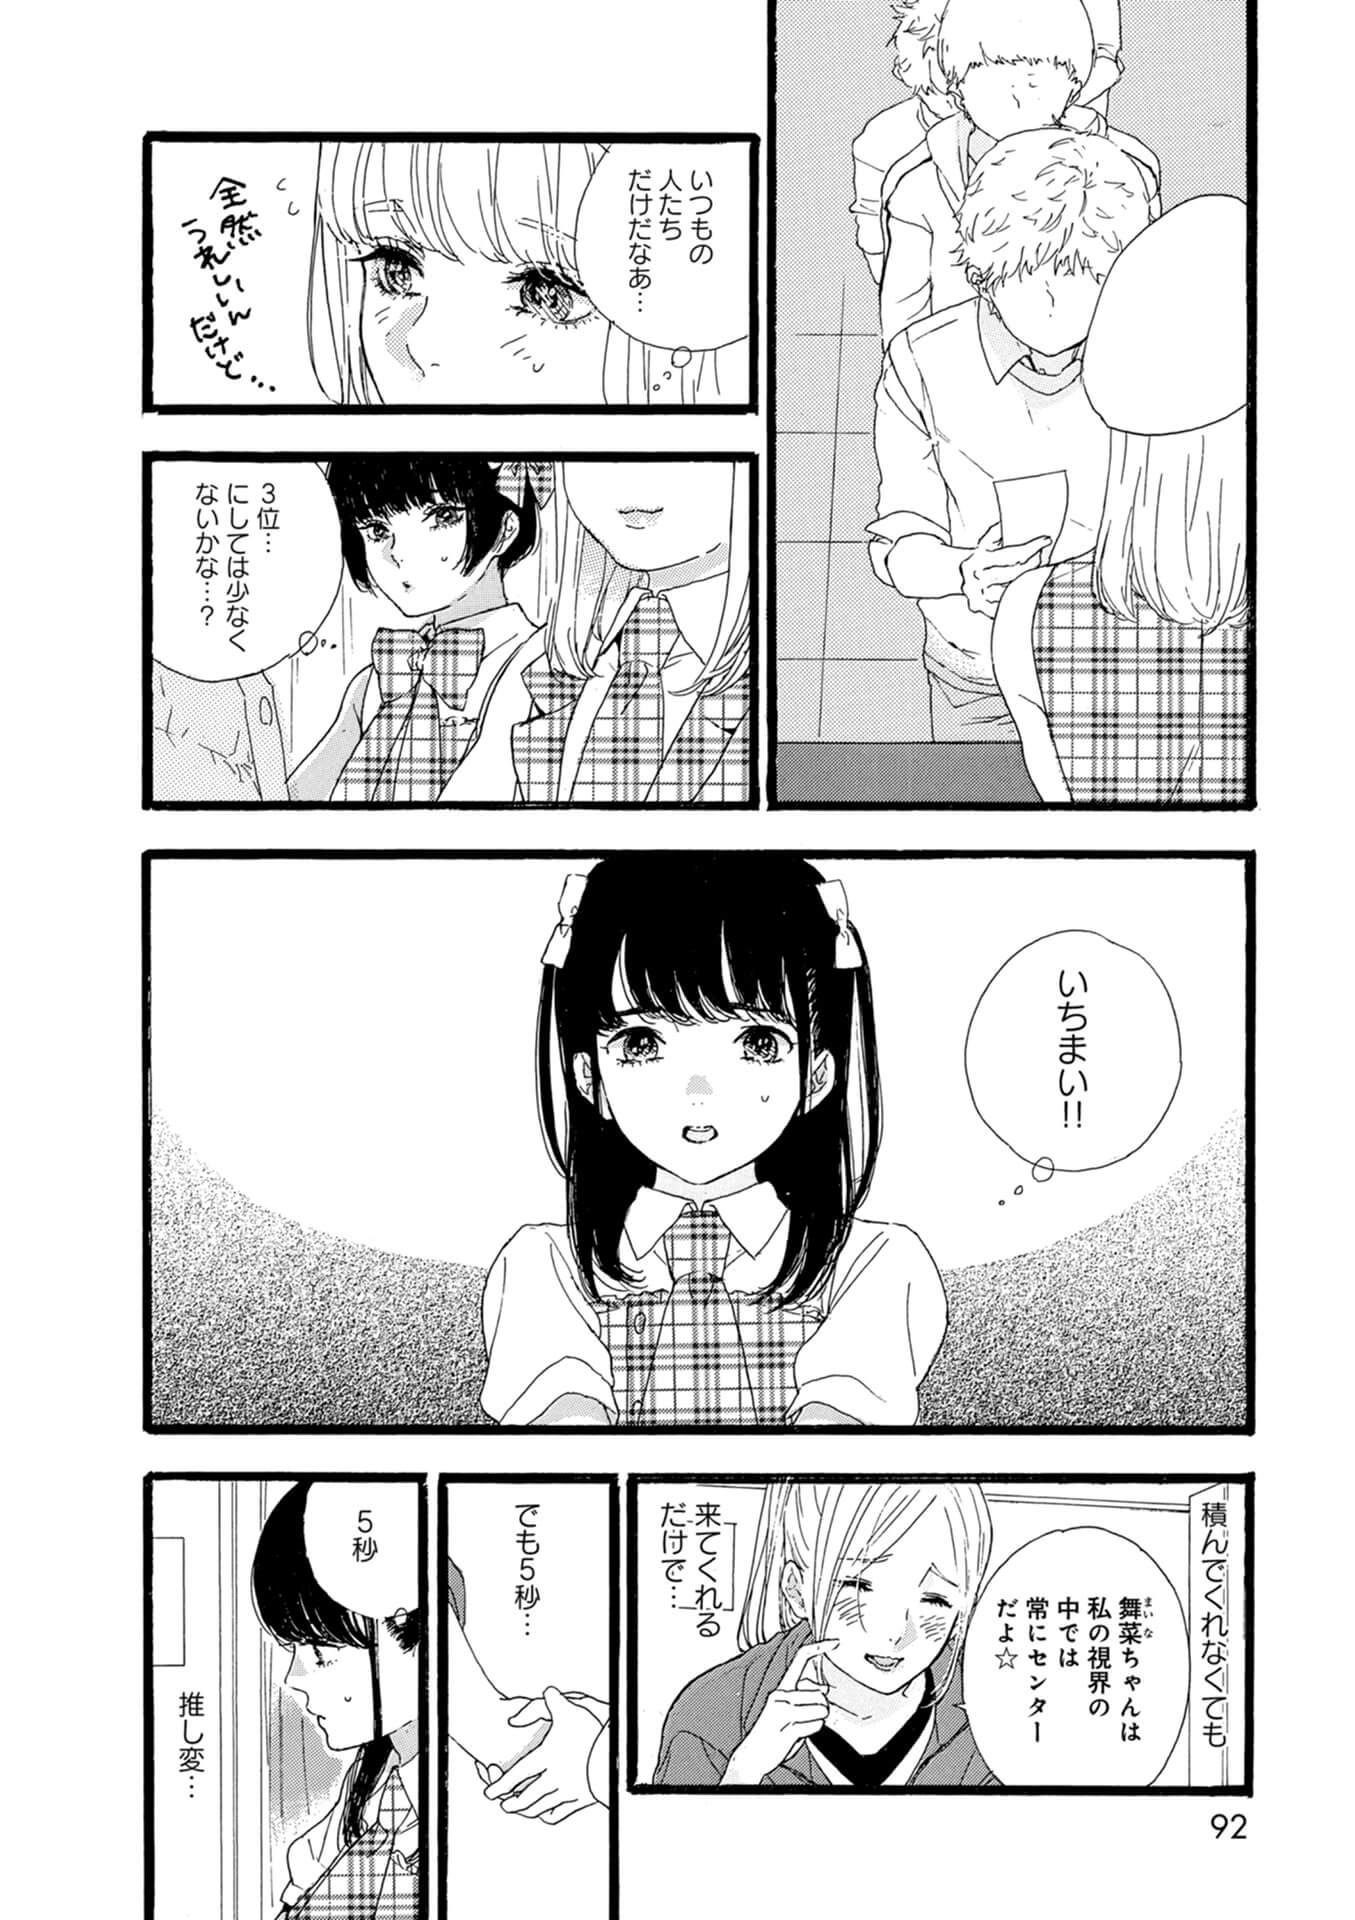 いつもの
人たち
だけだなあ…
全然
うれしいん
だけど…
3位…
にしては少なく
ないかな…?
いちまい!!
積んでくれなくても
舞菜ちゃんは
まいな
私の視界の
中では
常にセンター
だよ☆
来てくれる
だけで…
でも5秒…
5秒
推し変…
92